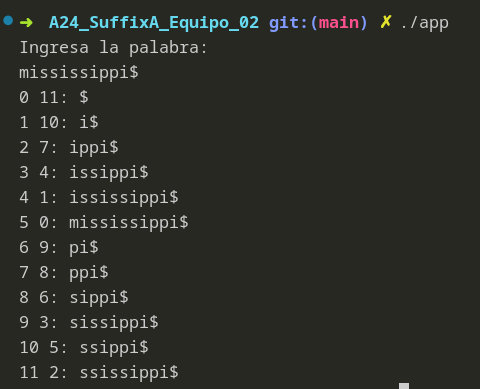 ➜ A24_SuffixA_Equipo_02 git:(main) ✗ ./app
Ingresa la palabra:
mississippi$
0 11: $
1 10: i$
2 7: ippi$
3 4: issippi$
4 1: ississippi$
5 0: mississippi$
6 9: pi$
7 8: ppi$
8 6: sippi$
9 3: sissippi$
10 5: ssippi$
11 2: ssissippi$